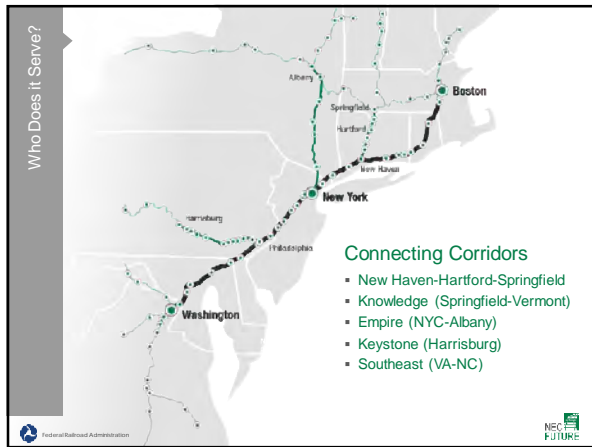 Who Does it Serve?
Albany
Boston
Springfield
Hartford
New Haven
New York
Harrisburg
Philadelphia
Washington
Connecting Corridors
▪ New Haven-Hartford-Springfield
▪ Knowledge (Springfield-Vermont)
▪ Empire (NYC-Albany)
▪ Keystone (Harrisburg)
▪ Southeast (VA-NC)
Federal Railroad Administration
NEC
FUTURE